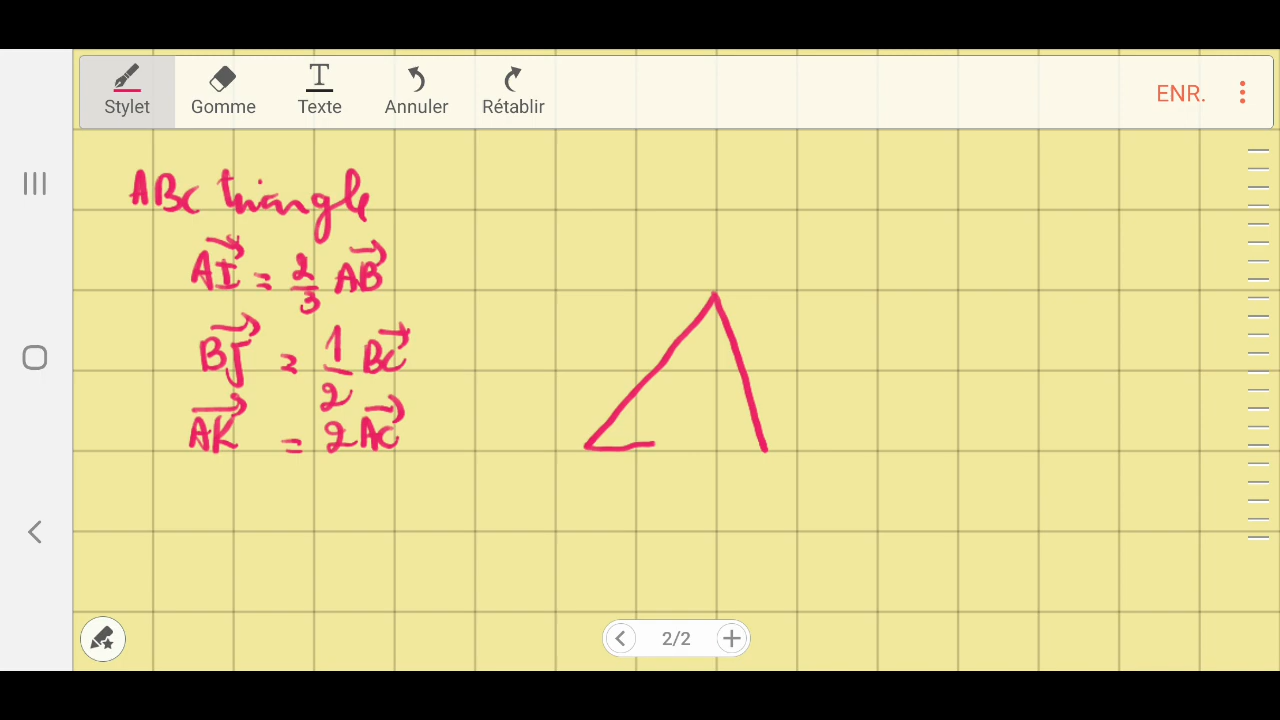 Stylet Gomme Texte Annuler Rétablir ENR.
ABC triangle
AI⃗ = 2/3 AB⃗
BJ⃗ = 1/2 BC⃗
AK⃗ = 2AC⃗
2/2